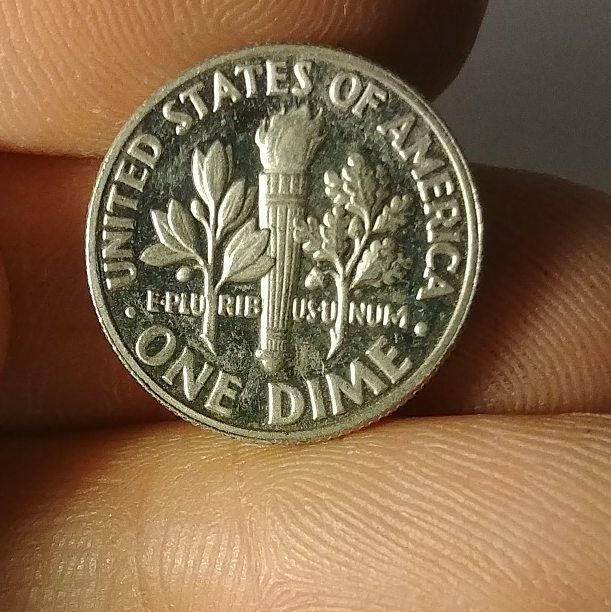 UNITED STATES OF AMERICA
E·PLU RIB US·U NUM
· ONE DIME ·